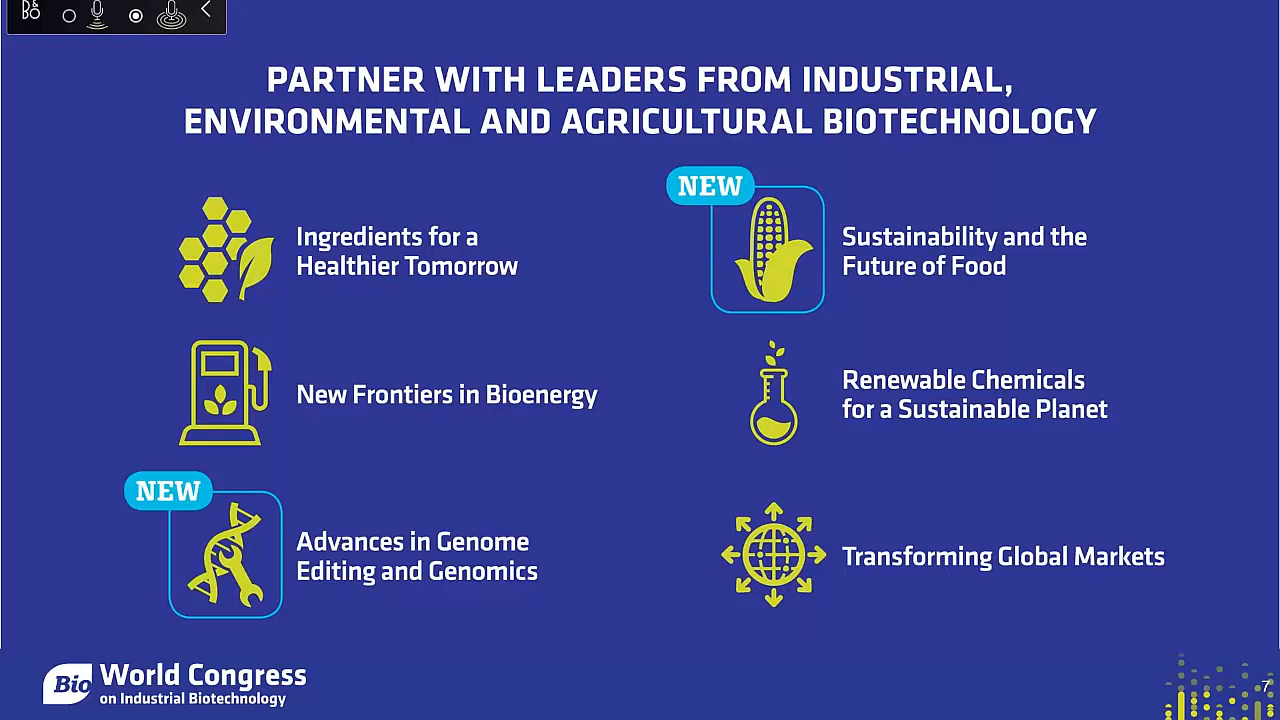 B&O
PARTNER WITH LEADERS FROM INDUSTRIAL,
ENVIRONMENTAL AND AGRICULTURAL BIOTECHNOLOGY
Ingredients for a
Healthier Tomorrow
NEW
Sustainability and the
Future of Food
New Frontiers in Bioenergy
Renewable Chemicals
for a Sustainable Planet
NEW
Advances in Genome
Editing and Genomics
Transforming Global Markets
Bio
World Congress
on Industrial Biotechnology
7